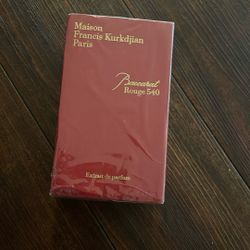 Maison
Francis Kurkdjian
Paris
Baccarat
Rouge 540
Extrait de parfum